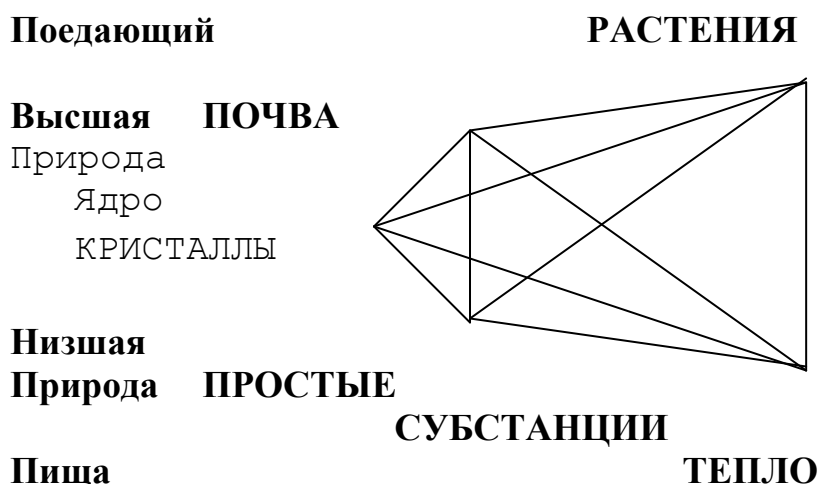 Поедающий РАСТЕНИЯ
Высшая ПОЧВА
Природа
Ядро
КРИСТАЛЛЫ
Низшая
Природа ПРОСТЫЕ
СУБСТАНЦИИ
Пища ТЕПЛО